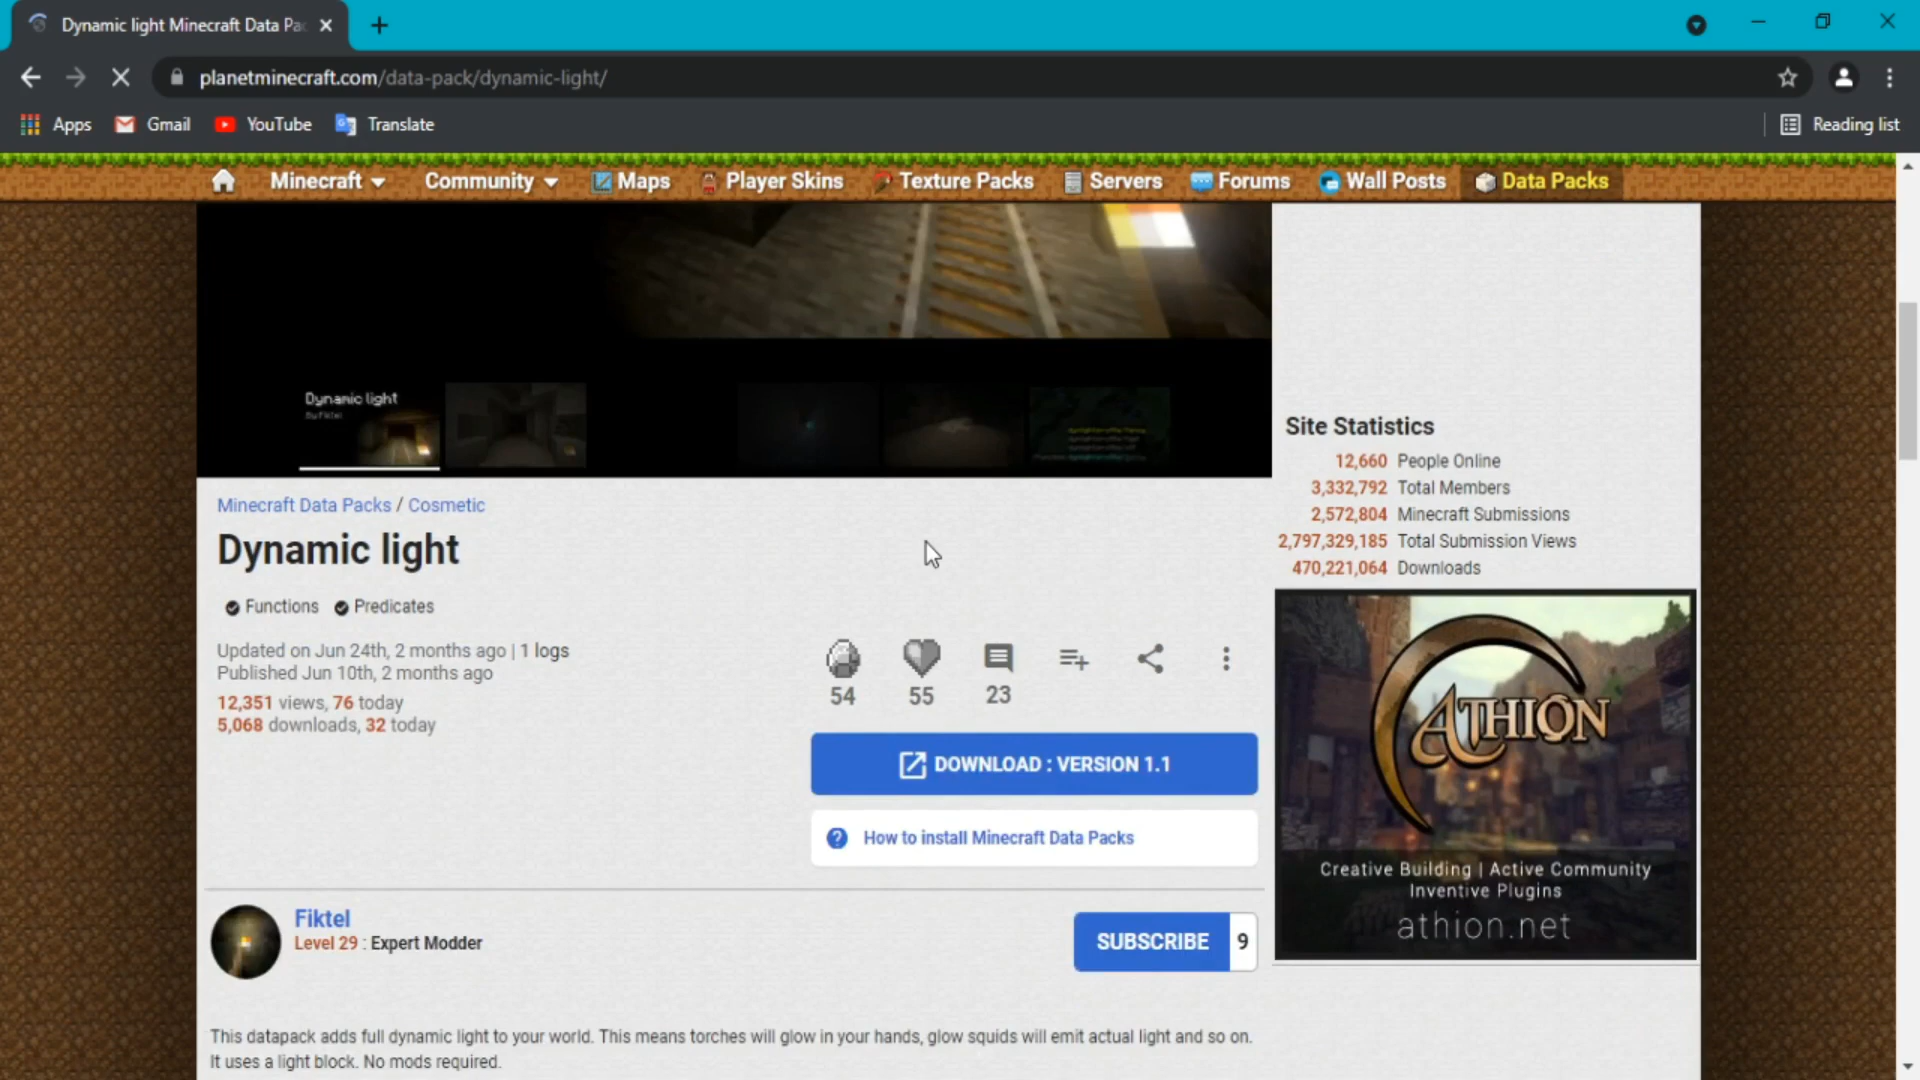 Dynamic light Minecraft Data Pac
planetminecraft.com/data-pack/dynamic-light/
Apps Gmail YouTube Translate Reading list
Minecraft Community Maps Player Skins Texture Packs Servers Forums Wall Posts Data Packs
Dynamic light
By Fiktel
Minecraft Data Packs / Cosmetic
Dynamic light
Functions Predicates
Updated on Jun 24th, 2 months ago | 1 logs
Published Jun 10th, 2 months ago
12,351 views, 76 today
5,068 downloads, 32 today
54 55 23
DOWNLOAD : VERSION 1.1
How to install Minecraft Data Packs
Fiktel
Level 29 : Expert Modder
SUBSCRIBE 9
This datapack adds full dynamic light to your world. This means torches will glow in your hands, glow squids will emit actual light and so on.
It uses a light block. No mods required.
Site Statistics
12,660 People Online
3,332,792 Total Members
2,572,804 Minecraft Submissions
2,797,329,185 Total Submission Views
470,221,064 Downloads
ATHION
Creative Building | Active Community
Inventive Plugins
athion.net